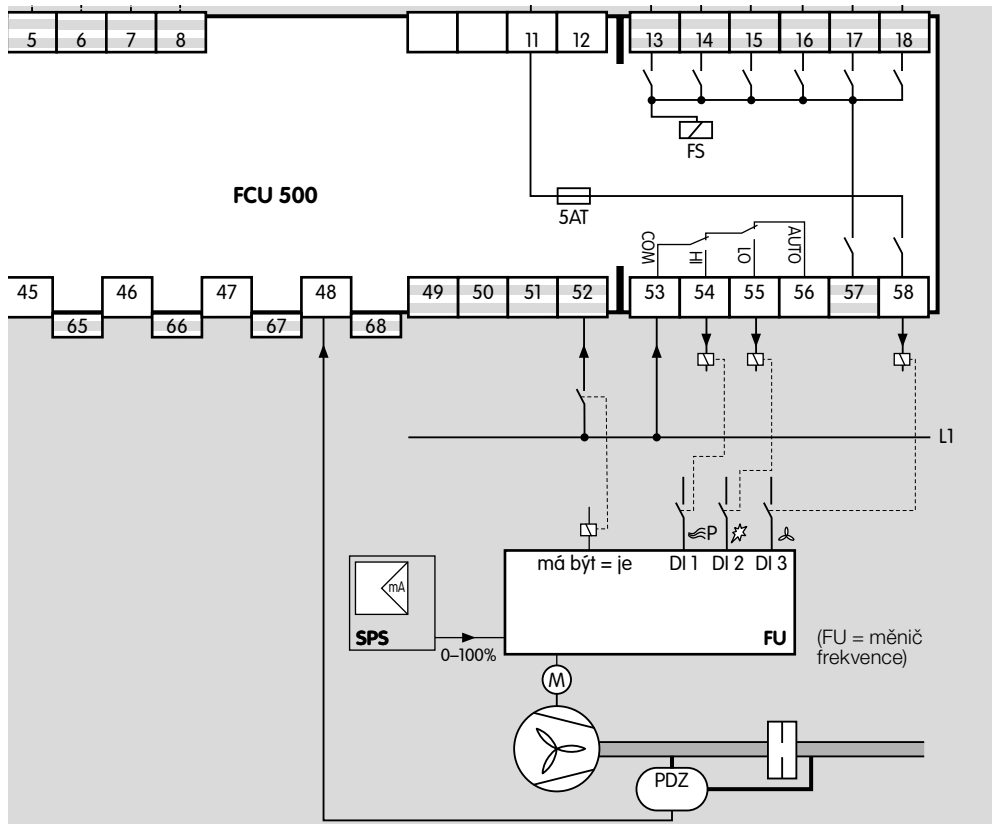 5 6 7 8 11 12 13 14 15 16 17 18
FS
FCU 500
5AT
COM HI LO AUTO
45 46 47 48 49 50 51 52 53 54 55 56 57 58
65 66 67 68
L1
P
má být = je DI 1 DI 2 DI 3
mA
SPS
0–100%
FU
(FU = měnič
frekvence)
M
PDZ